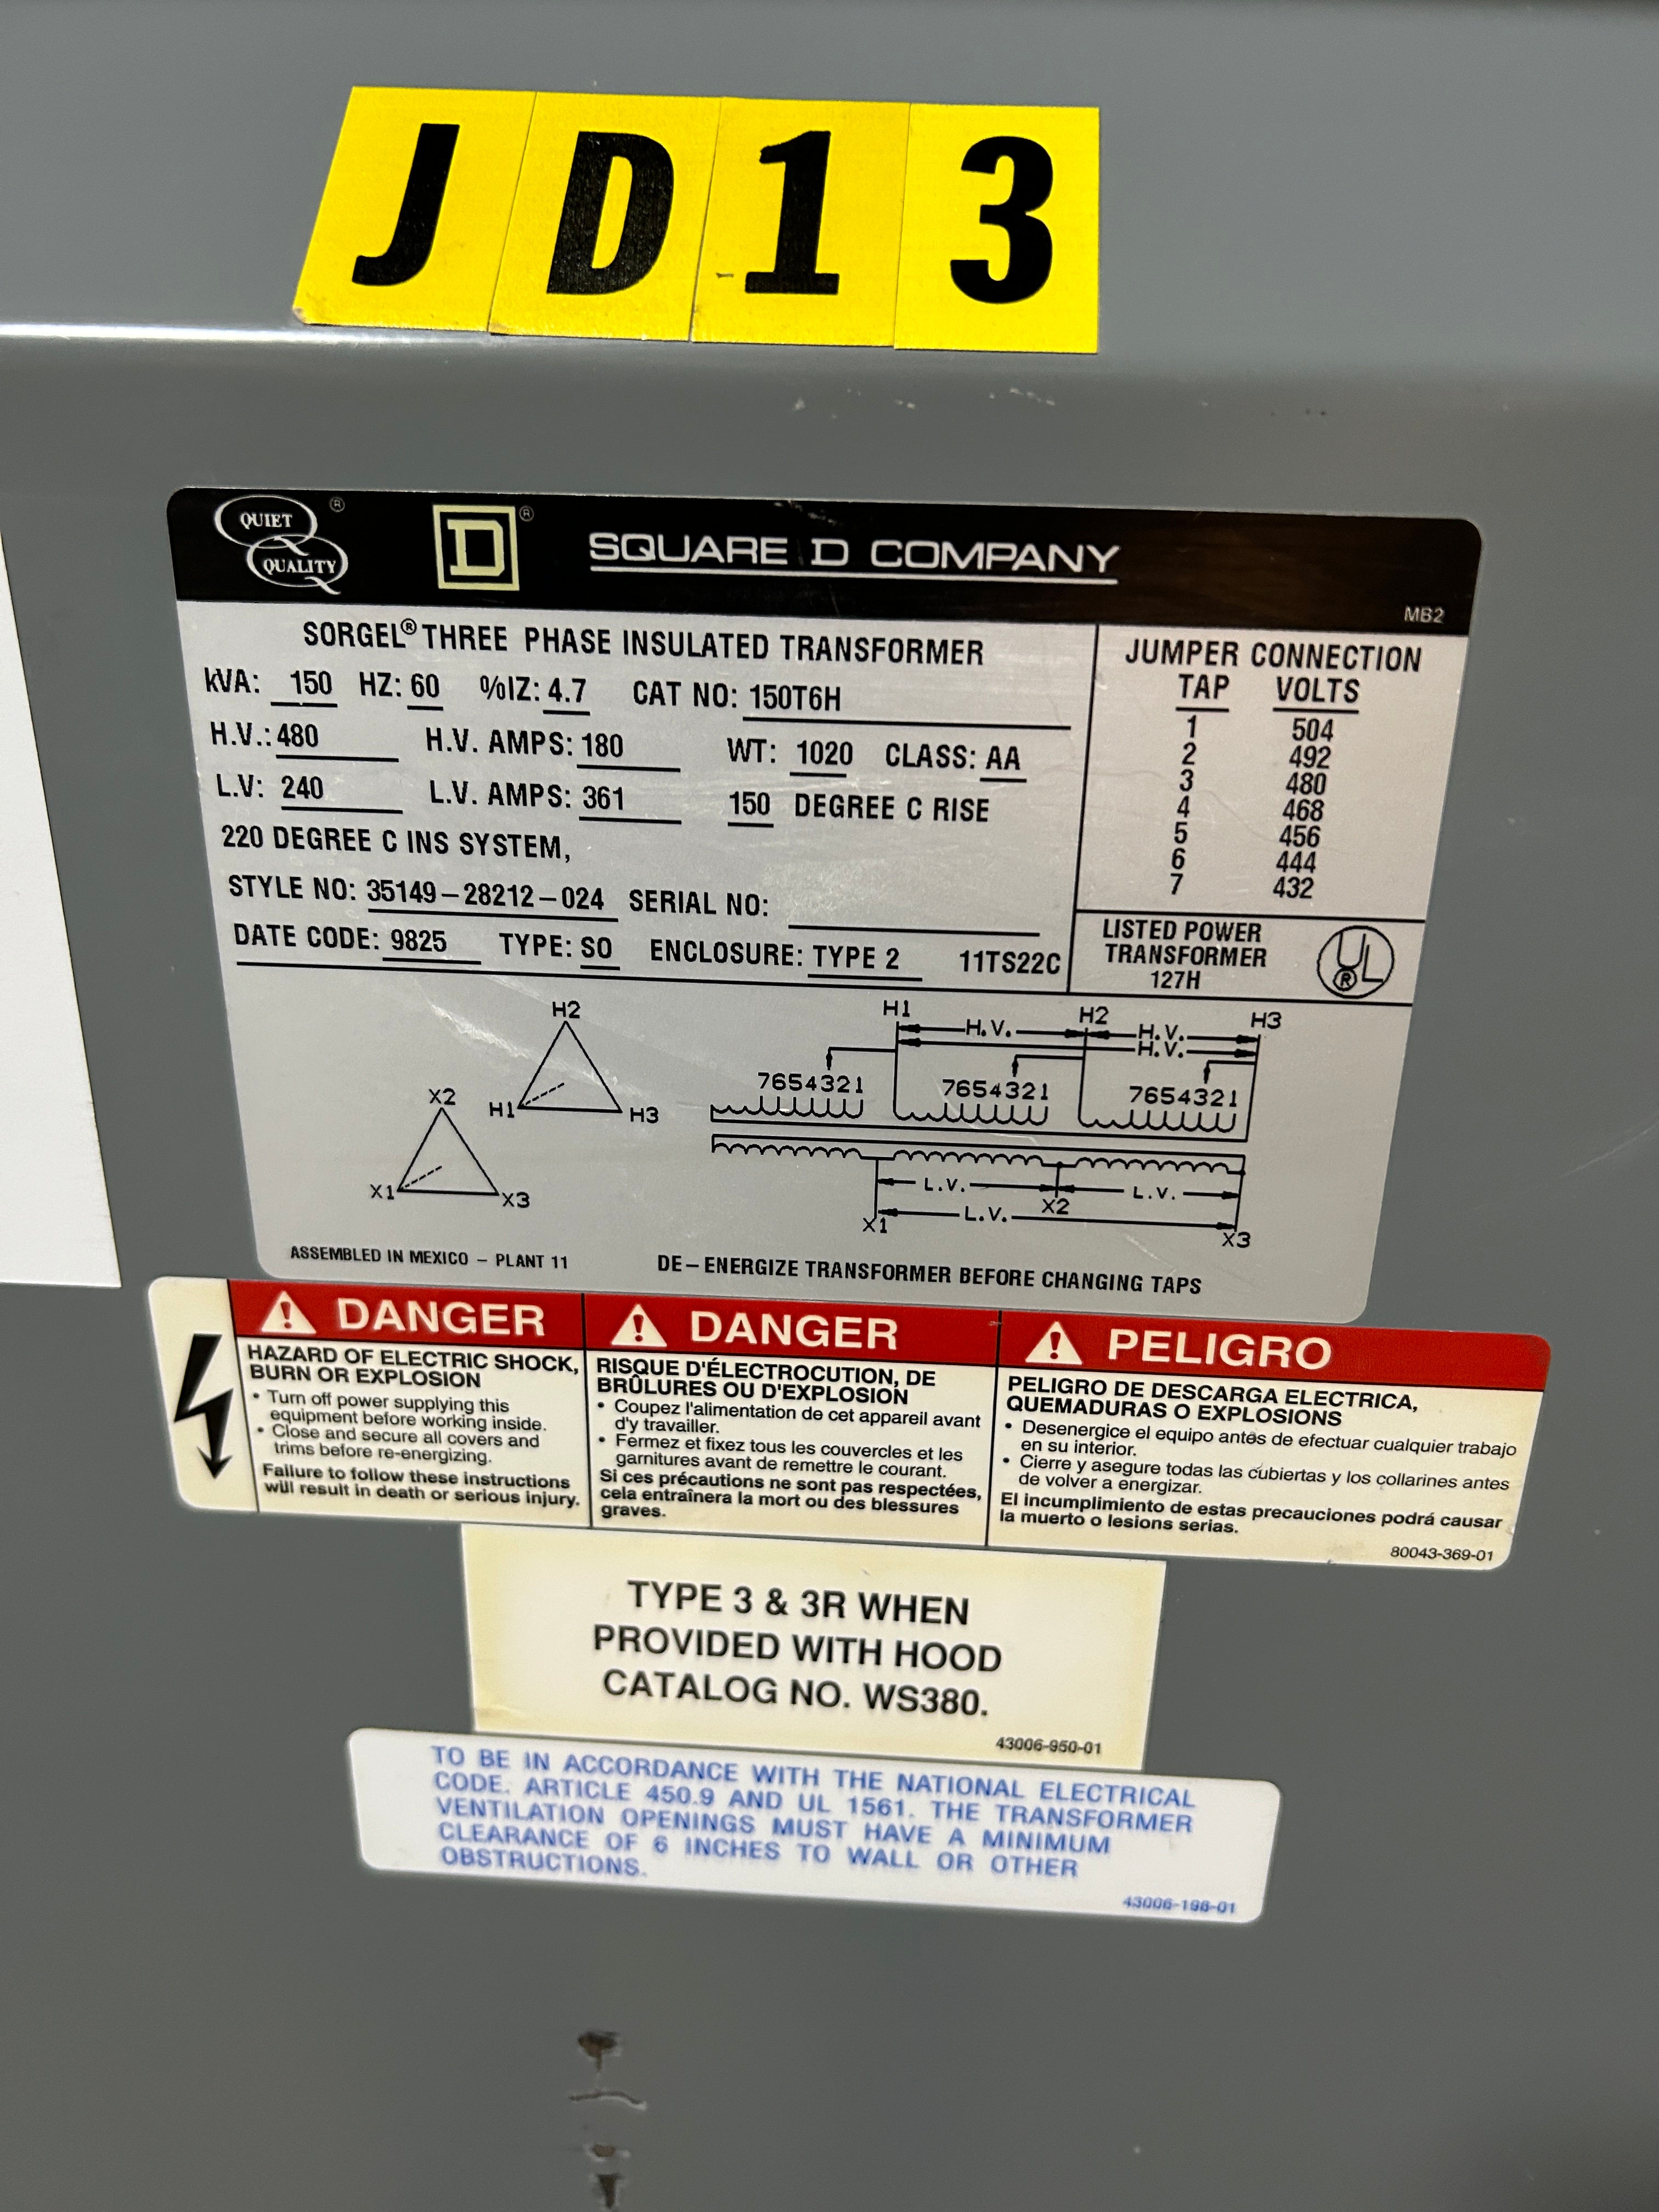 JD13
QUIET
QUALITY
®
D
®
SQUARE D COMPANY
MB2
SORGEL® THREE PHASE INSULATED TRANSFORMER
kVA: 150 HZ: 60 %IZ: 4.7 CAT NO: 150T6H
H.V.: 480 H.V. AMPS: 180 WT: 1020 CLASS: AA
L.V: 240 L.V. AMPS: 361 150 DEGREE C RISE
220 DEGREE C INS SYSTEM,
STYLE NO: 35149-28212-024 SERIAL NO:
DATE CODE: 9825 TYPE: SO ENCLOSURE: TYPE 2 11TS22C
JUMPER CONNECTION
TAP VOLTS
1 504
2 492
3 480
4 468
5 456
6 444
7 432
LISTED POWER
TRANSFORMER
127H
UL
®
H2
H1 H3
X2
X1 X3
H1 H2 H3
H.V. H.V.
H.V.
7654321 7654321 7654321
L.V. L.V.
X2
L.V.
X1 X3
ASSEMBLED IN MEXICO - PLANT 11
DE-ENERGIZE TRANSFORMER BEFORE CHANGING TAPS
DANGER
HAZARD OF ELECTRIC SHOCK,
BURN OR EXPLOSION
• Turn off power supplying this
equipment before working inside.
• Close and secure all covers and
trims before re-energizing.
Failure to follow these instructions
will result in death or serious injury.
DANGER
RISQUE D'ÉLECTROCUTION, DE
BRÛLURES OU D'EXPLOSION
• Coupez l'alimentation de cet appareil avant
d'y travailler.
• Fermez et fixez tous les couvercles et les
garnitures avant de remettre le courant.
Si ces précautions ne sont pas respectées,
cela entraînera la mort ou des blessures
graves.
PELIGRO
PELIGRO DE DESCARGA ELECTRICA,
QUEMADURAS O EXPLOSIONS
• Desenergice el equipo antes de efectuar cualquier trabajo
en su interior.
• Cierre y asegure todas las cubiertas y los collarines antes
de volver a energizar.
El incumplimiento de estas precauciones podrá causar
la muerto o lesions serias.
80043-369-01
TYPE 3 & 3R WHEN
PROVIDED WITH HOOD
CATALOG NO. WS380.
43006-950-01
TO BE IN ACCORDANCE WITH THE NATIONAL ELECTRICAL
CODE. ARTICLE 450.9 AND UL 1561. THE TRANSFORMER
VENTILATION OPENINGS MUST HAVE A MINIMUM
CLEARANCE OF 6 INCHES TO WALL OR OTHER
OBSTRUCTIONS.
43006-198-01